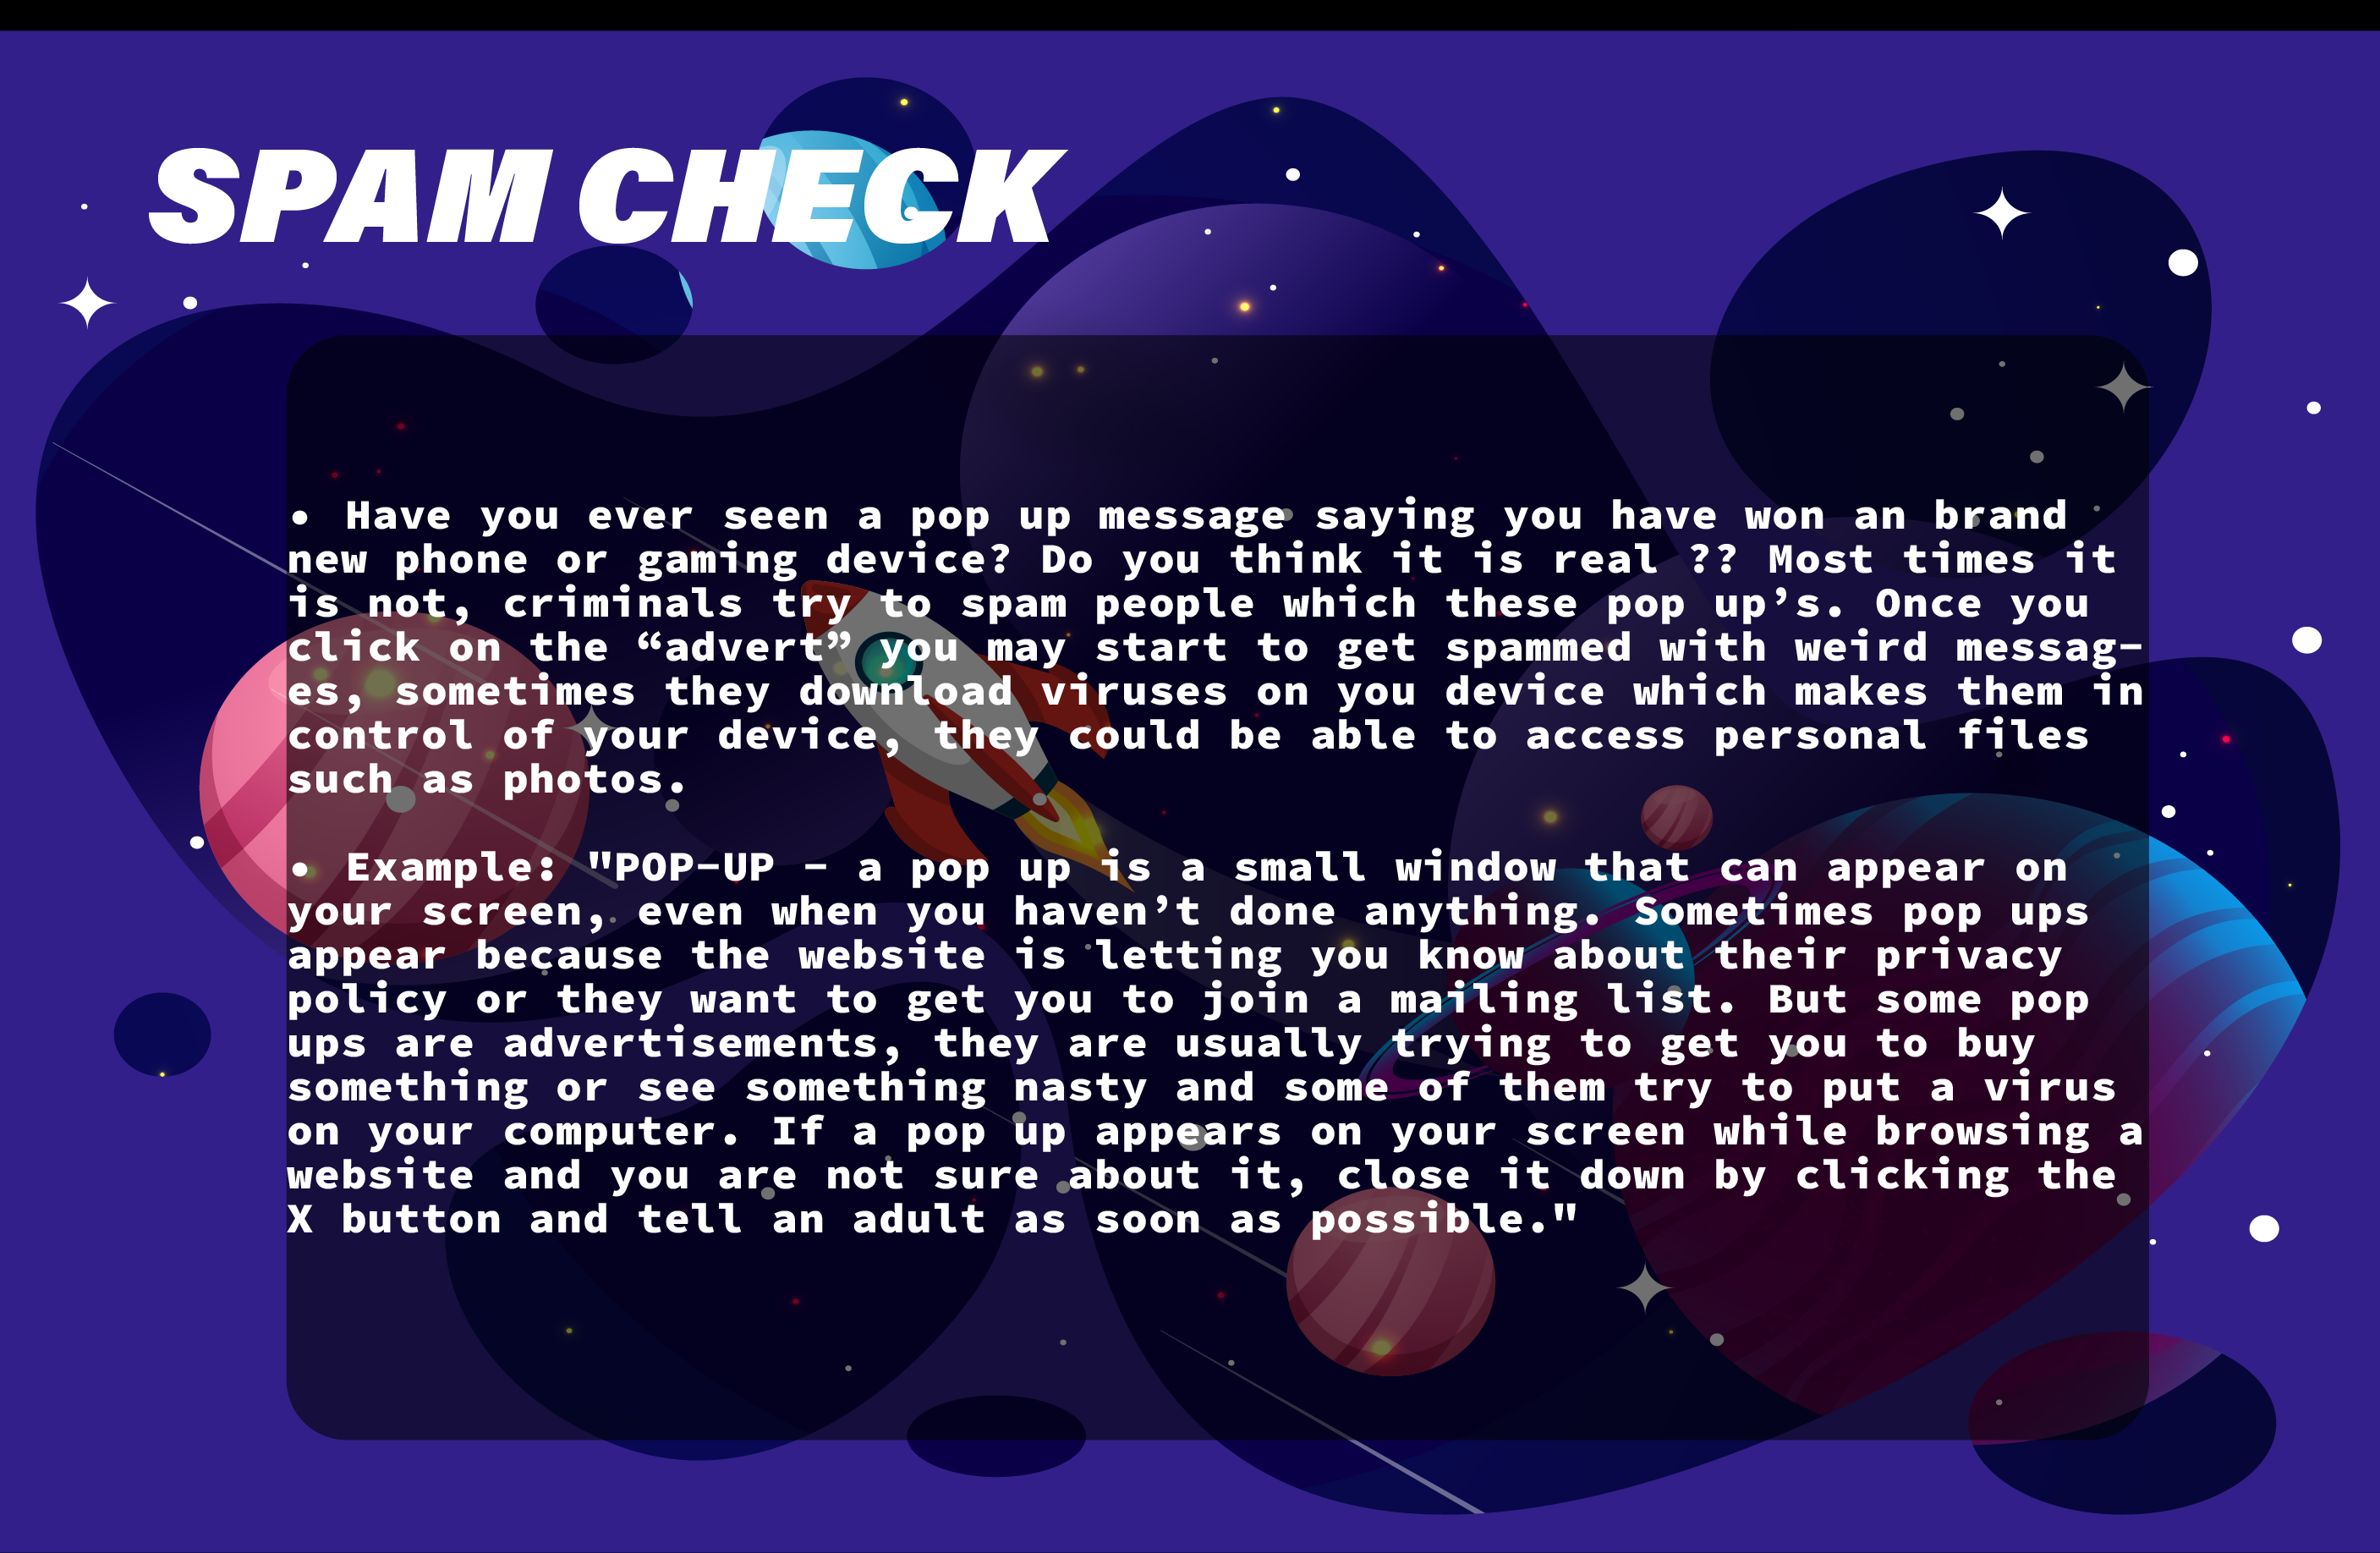 SPAM CHECK
• Have you ever seen a pop up message saying you have won an brand
new phone or gaming device? Do you think it is real ?? Most times it
is not, criminals try to spam people which these pop up’s. Once you
click on the “advert” you may start to get spammed with weird messag-
es, sometimes they download viruses on you device which makes them in
control of your device, they could be able to access personal files
such as photos.
• Example: "POP-UP - a pop up is a small window that can appear on
your screen, even when you haven’t done anything. Sometimes pop ups
appear because the website is letting you know about their privacy
policy or they want to get you to join a mailing list. But some pop
ups are advertisements, they are usually trying to get you to buy
something or see something nasty and some of them try to put a virus
on your computer. If a pop up appears on your screen while browsing a
website and you are not sure about it, close it down by clicking the
X button and tell an adult as soon as possible."